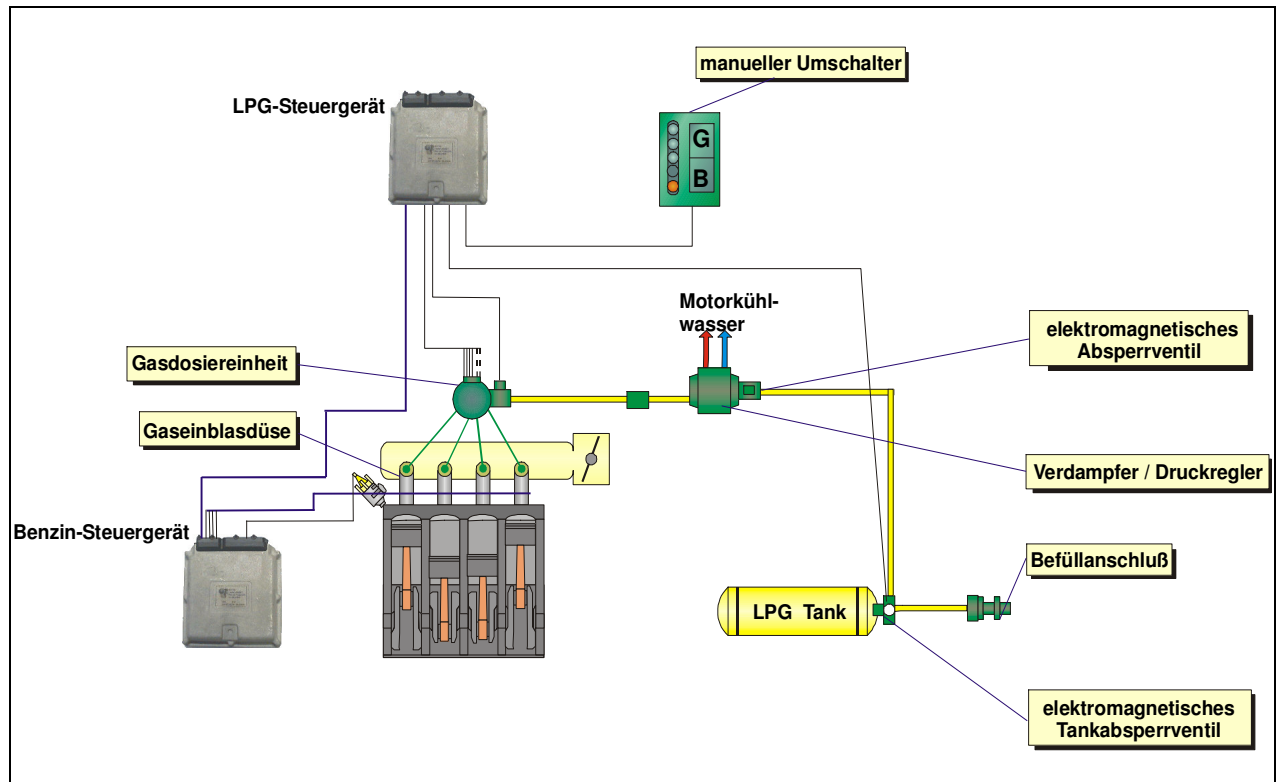 manueller Umschalter
LPG-Steuergerät
G
B
Motorkühl-
wasser
elektromagnetisches
Absperrventil
Gasdosiereinheit
Gaseinblasdüse
Verdampfer / Druckregler
Benzin-Steuergerät
Befüllanschluß
LPG Tank
elektromagnetisches
Tankabsperrventil